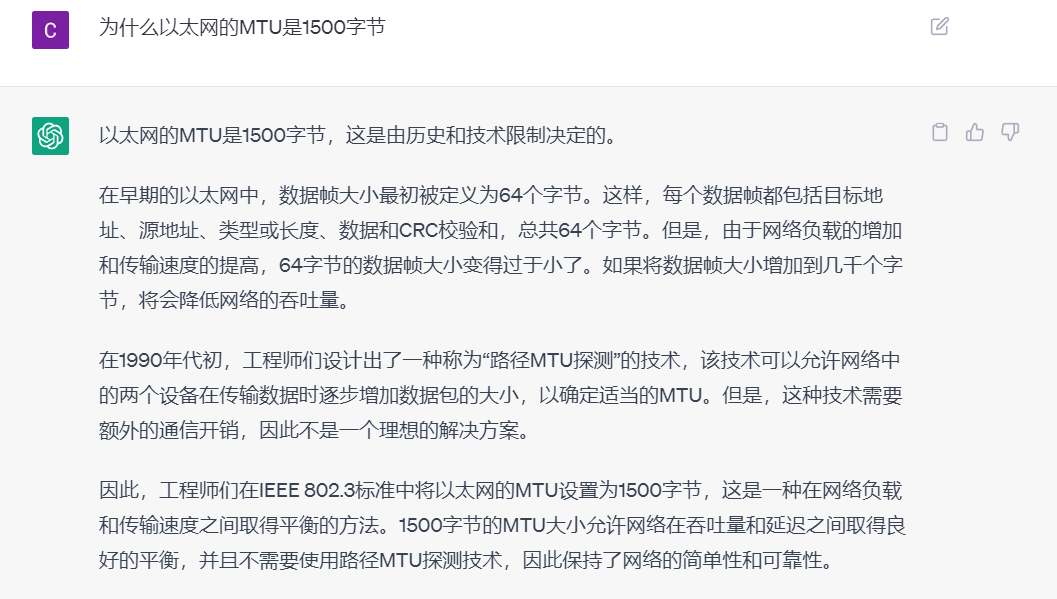 C
为什么以太网的MTU是1500字节
以太网的MTU是1500字节，这是由历史和技术限制决定的。
在早期的以太网中，数据帧大小最初被定义为64个字节。这样，每个数据帧都包括目标地
址、源地址、类型或长度、数据和CRC校验和，总共64个字节。但是，由于网络负载的增加
和传输速度的提高，64字节的数据帧大小变得过于小了。如果将数据帧大小增加到几千个字
节，将会降低网络的吞吐量。
在1990年代初，工程师们设计出了一种称为“路径MTU探测”的技术，该技术可以允许网络中
的两个设备在传输数据时逐步增加数据包的大小，以确定适当的MTU。但是，这种技术需要
额外的通信开销，因此不是一个理想的解决方案。
因此，工程师们在IEEE 802.3标准中将以太网的MTU设置为1500字节，这是一种在网络负载
和传输速度之间取得平衡的方法。1500字节的MTU大小允许网络在吞吐量和延迟之间取得良
好的平衡，并且不需要使用路径MTU探测技术，因此保持了网络的简单性和可靠性。